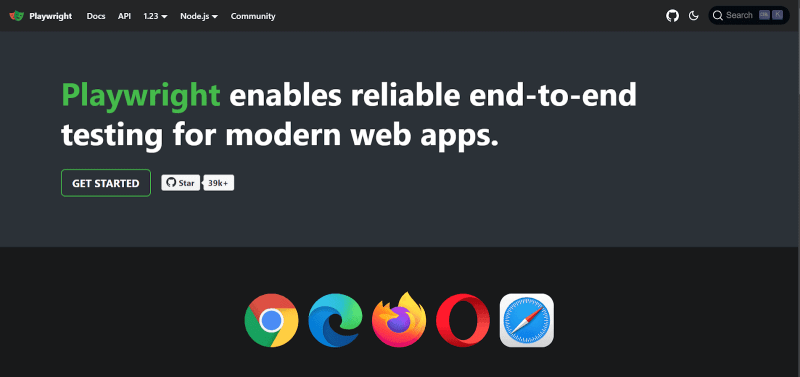 Playwright Docs API 1.23 Node.js Community Search
Playwright enables reliable end-to-end
testing for modern web apps.
GET STARTED Star 39k+